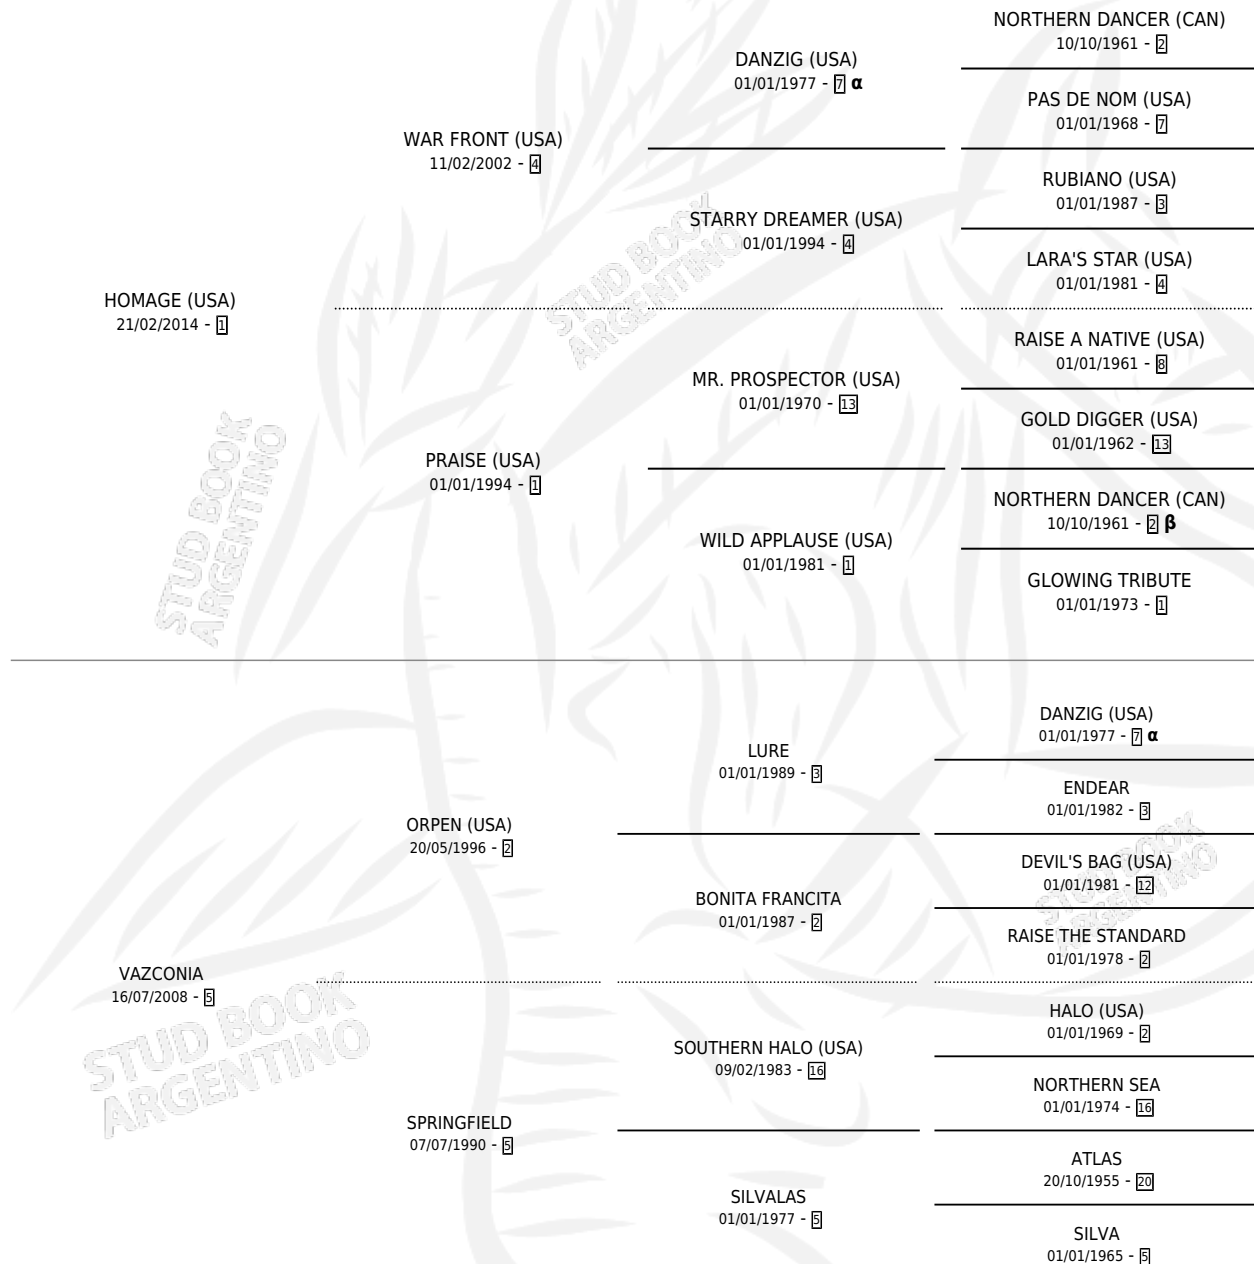 NORTHERN DANCER (CAN)
10/10/1961 - 2
DANZIG (USA)
01/01/1977 - 7 α
PAS DE NOM (USA)
01/01/1968 - 7
WAR FRONT (USA)
11/02/2002 - 4
RUBIANO (USA)
01/01/1987 - 3
STARRY DREAMER (USA)
01/01/1994 - 4
LARA'S STAR (USA)
01/01/1981 - 4
HOMAGE (USA)
21/02/2014 - 1
RAISE A NATIVE (USA)
01/01/1961 - 8
MR. PROSPECTOR (USA)
01/01/1970 - 13
GOLD DIGGER (USA)
01/01/1962 - 13
PRAISE (USA)
01/01/1994 - 1
NORTHERN DANCER (CAN)
10/10/1961 - 2 β
WILD APPLAUSE (USA)
01/01/1981 - 1
GLOWING TRIBUTE
01/01/1973 - 1
DANZIG (USA)
01/01/1977 - 7 α
LURE
01/01/1989 - 3
ENDEAR
01/01/1982 - 3
ORPEN (USA)
20/05/1996 - 2
DEVIL'S BAG (USA)
01/01/1981 - 12
BONITA FRANCITA
01/01/1987 - 2
RAISE THE STANDARD
01/01/1978 - 2
VAZCONIA
16/07/2008 - 5
HALO (USA)
01/01/1969 - 2
SOUTHERN HALO (USA)
09/02/1983 - 16
NORTHERN SEA
01/01/1974 - 16
SPRINGFIELD
07/07/1990 - 5
ATLAS
20/10/1955 - 20
SILVALAS
01/01/1977 - 5
SILVA
01/01/1965 - 5
STUD BOOK
ARGENTINO
STUD BOOK
ARGENTINO
STUD BOOK
ARGENTINO
STUD BOOK
ARGENTINO